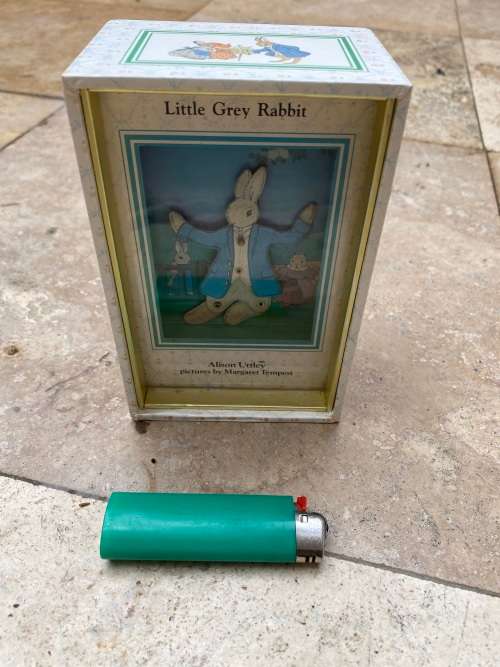 Little Grey Rabbit
Alison Uttley
pictures by Margaret Tempest